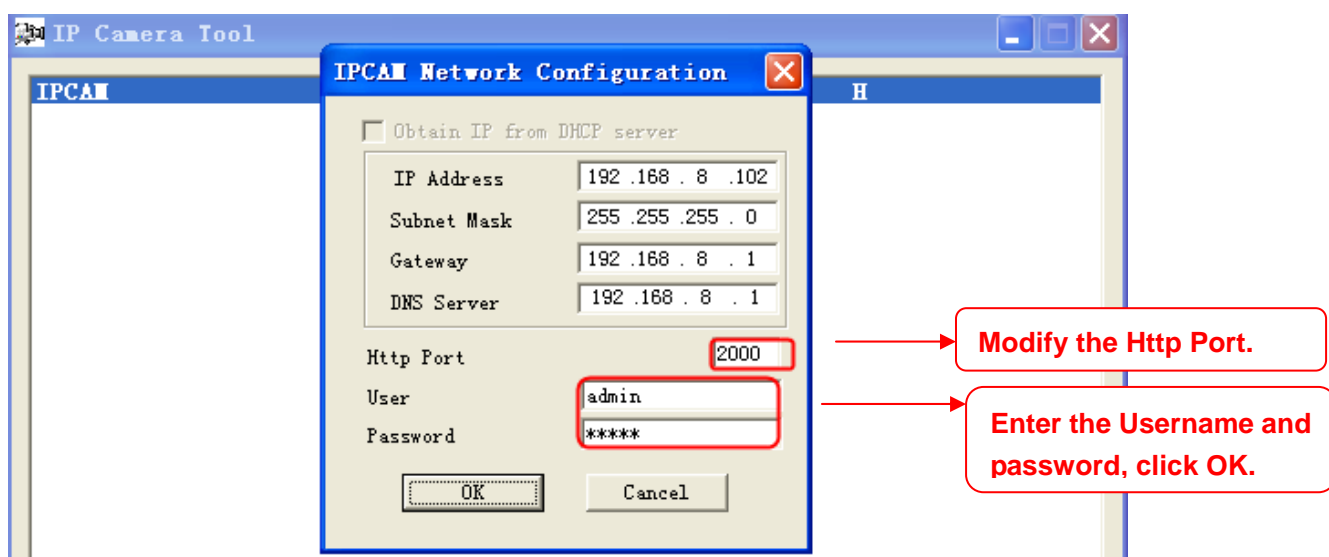 IP Camera Tool
IPCAM Network Configuration
IPCAM
H
Obtain IP from DHCP server
IP Address 192 .168 . 8 .102
Subnet Mask 255 .255 .255 . 0
Gateway 192 .168 . 8 . 1
DNS Server 192 .168 . 8 . 1
Http Port 2000
Modify the Http Port.
User admin
Password *****
Enter the Username and
password, click OK.
OK Cancel